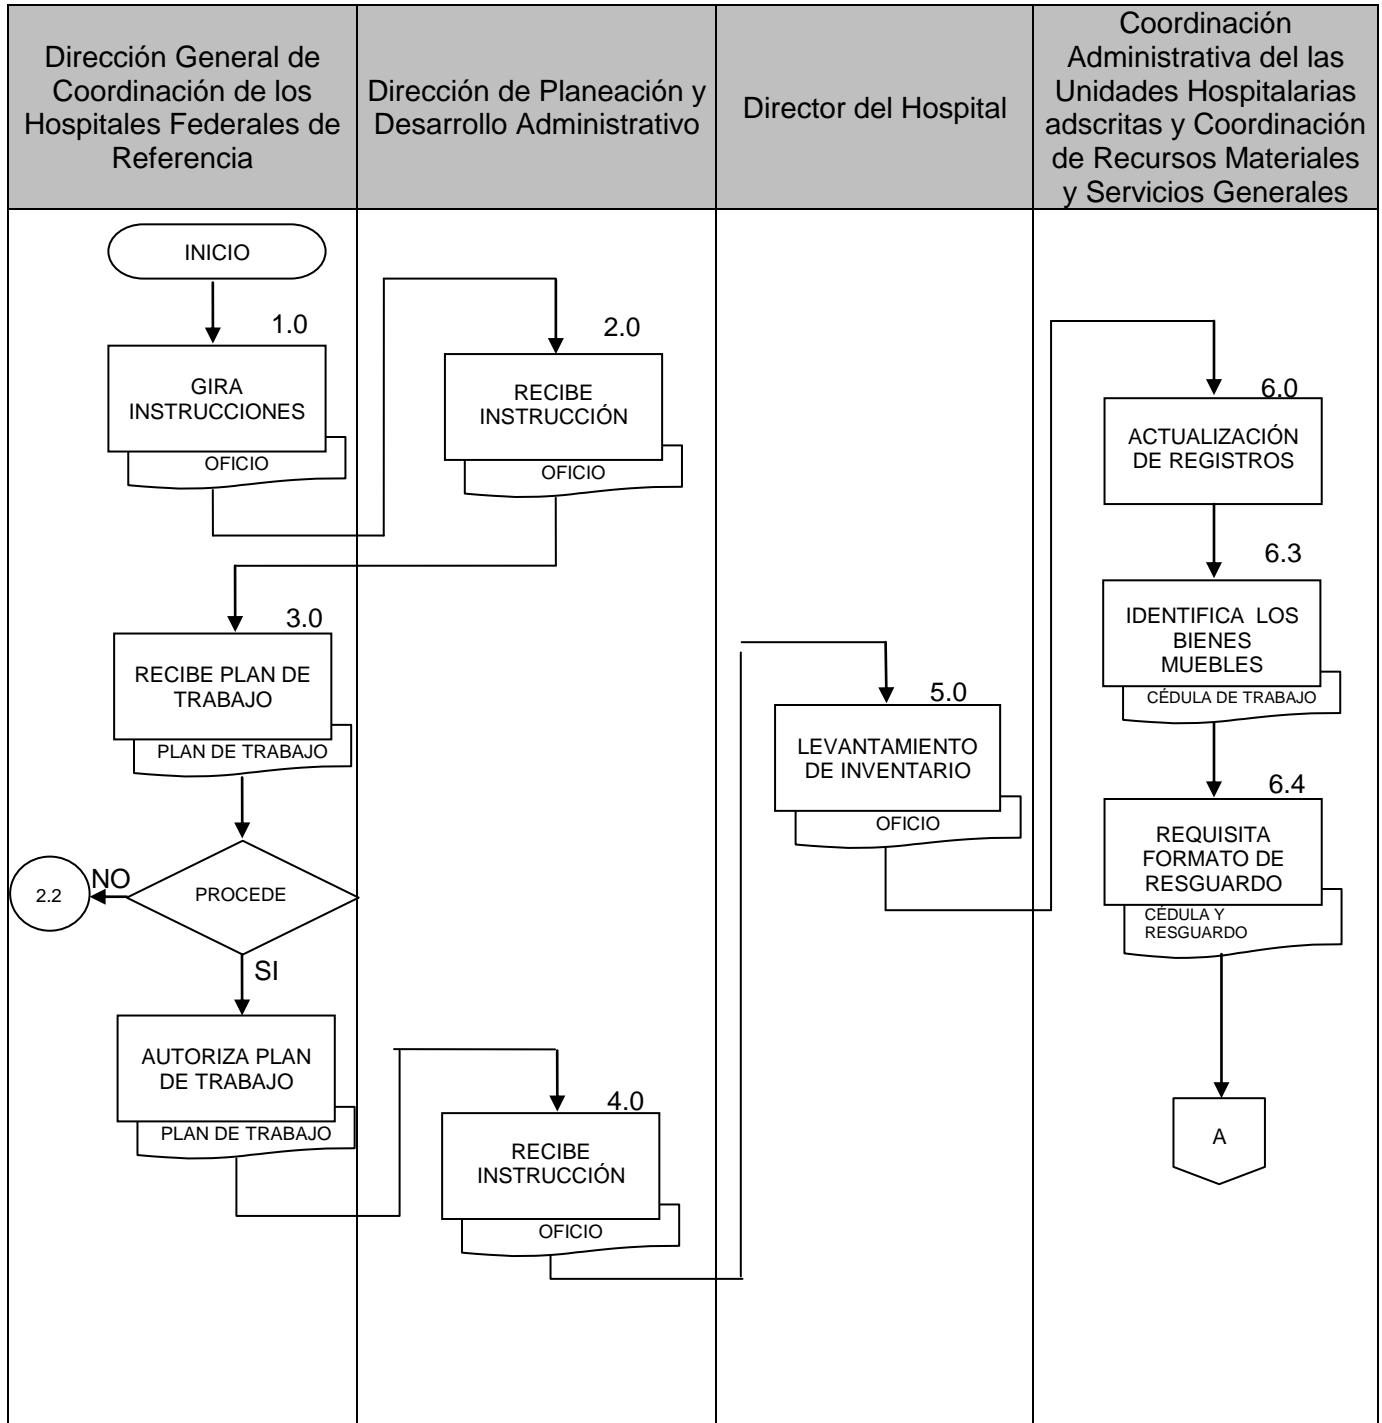 Dirección General de
Coordinación de los
Hospitales Federales de
Referencia
Dirección de Planeación y
Desarrollo Administrativo
Director del Hospital
Coordinación
Administrativa del las
Unidades Hospitalarias
adscritas y Coordinación
de Recursos Materiales
y Servicios Generales
INICIO
1.0
GIRA
INSTRUCCIONES
OFICIO
2.0
RECIBE
INSTRUCCIÓN
OFICIO
3.0
RECIBE PLAN DE
TRABAJO
PLAN DE TRABAJO
PROCEDE
NO
2.2
SI
AUTORIZA PLAN
DE TRABAJO
PLAN DE TRABAJO
4.0
RECIBE
INSTRUCCIÓN
OFICIO
5.0
LEVANTAMIENTO
DE INVENTARIO
OFICIO
6.0
ACTUALIZACIÓN
DE REGISTROS
6.3
IDENTIFICA LOS
BIENES
MUEBLES
CÉDULA DE TRABAJO
6.4
REQUISITA
FORMATO DE
RESGUARDO
CÉDULA Y
RESGUARDO
A